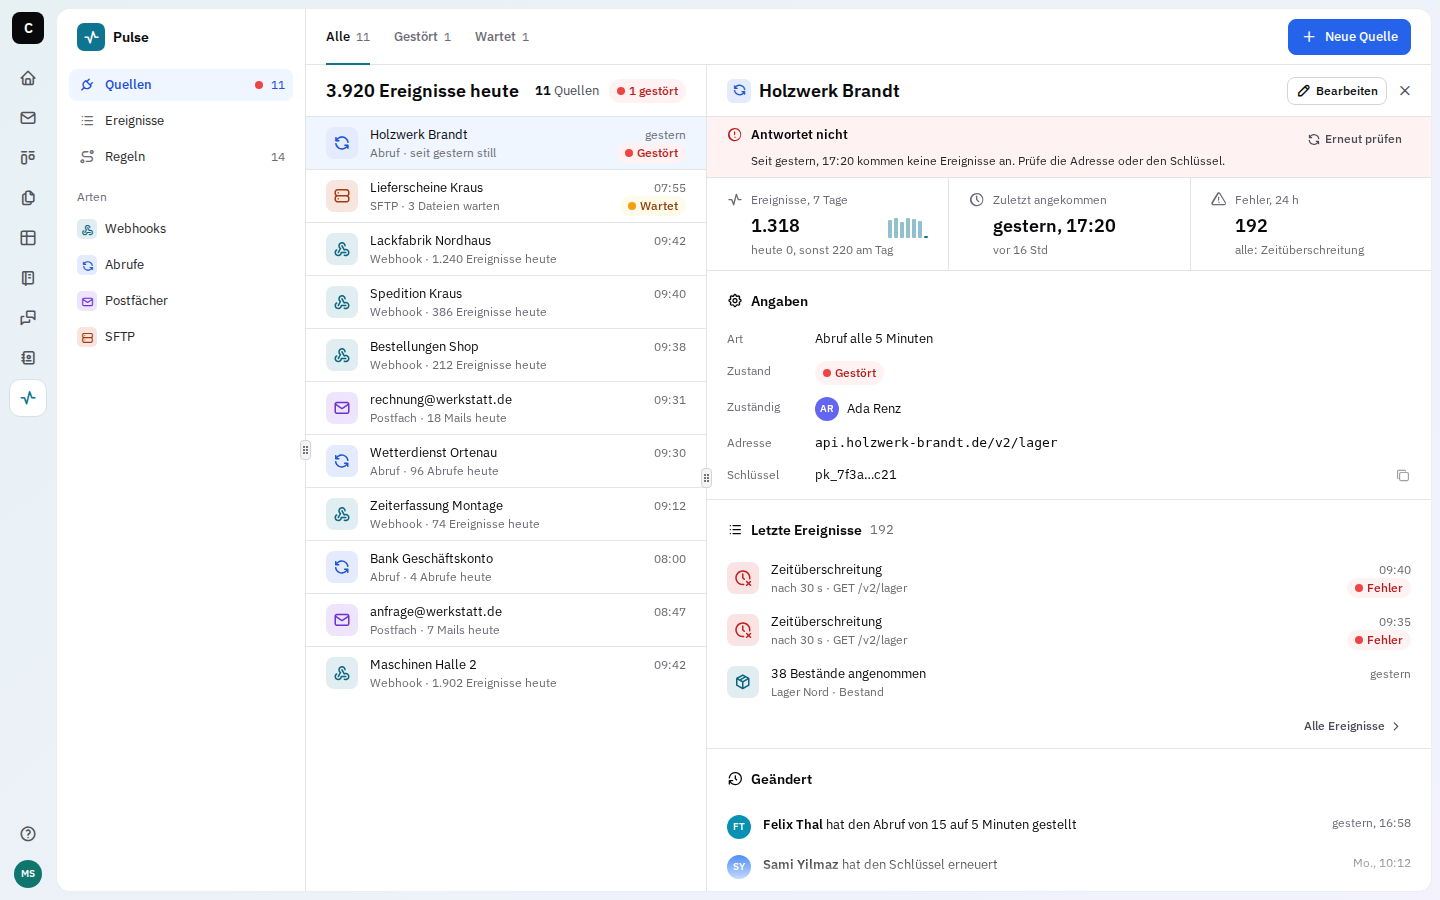 C
Pulse
Quellen 11
Ereignisse
Regeln 14
Arten
Webhooks
Abrufe
Postfächer
SFTP
MS
Alle 11 Gestört 1 Wartet 1
Neue Quelle
3.920 Ereignisse heute 11 Quellen 1 gestört
Holzwerk Brandt gestern
Abruf · seit gestern still Gestört
Lieferscheine Kraus 07:55
SFTP · 3 Dateien warten Wartet
Lackfabrik Nordhaus 09:42
Webhook · 1.240 Ereignisse heute
Spedition Kraus 09:40
Webhook · 386 Ereignisse heute
Bestellungen Shop 09:38
Webhook · 212 Ereignisse heute
rechnung@werkstatt.de 09:31
Postfach · 18 Mails heute
Wetterdienst Ortenau 09:30
Abruf · 96 Abrufe heute
Zeiterfassung Montage 09:12
Webhook · 74 Ereignisse heute
Bank Geschäftskonto 08:00
Abruf · 4 Abrufe heute
anfrage@werkstatt.de 08:47
Postfach · 7 Mails heute
Maschinen Halle 2 09:42
Webhook · 1.902 Ereignisse heute
Holzwerk Brandt Bearbeiten
Antwortet nicht
Seit gestern, 17:20 kommen keine Ereignisse an. Prüfe die Adresse oder den Schlüssel.
Erneut prüfen
Ereignisse, 7 Tage
1.318
heute 0, sonst 220 am Tag
Zuletzt angekommen
gestern, 17:20
vor 16 Std
Fehler, 24 h
192
alle: Zeitüberschreitung
Angaben
Art Abruf alle 5 Minuten
Zustand Gestört
Zuständig AR Ada Renz
Adresse api.holzwerk-brandt.de/v2/lager
Schlüssel pk_7f3a…c21
Letzte Ereignisse 192
Zeitüberschreitung 09:40
nach 30 s · GET /v2/lager Fehler
Zeitüberschreitung 09:35
nach 30 s · GET /v2/lager Fehler
38 Bestände angenommen gestern
Lager Nord · Bestand
Alle Ereignisse
Geändert
FT Felix Thal hat den Abruf von 15 auf 5 Minuten gestellt gestern, 16:58
SY Sami Yilmaz hat den Schlüssel erneuert Mo., 10:12